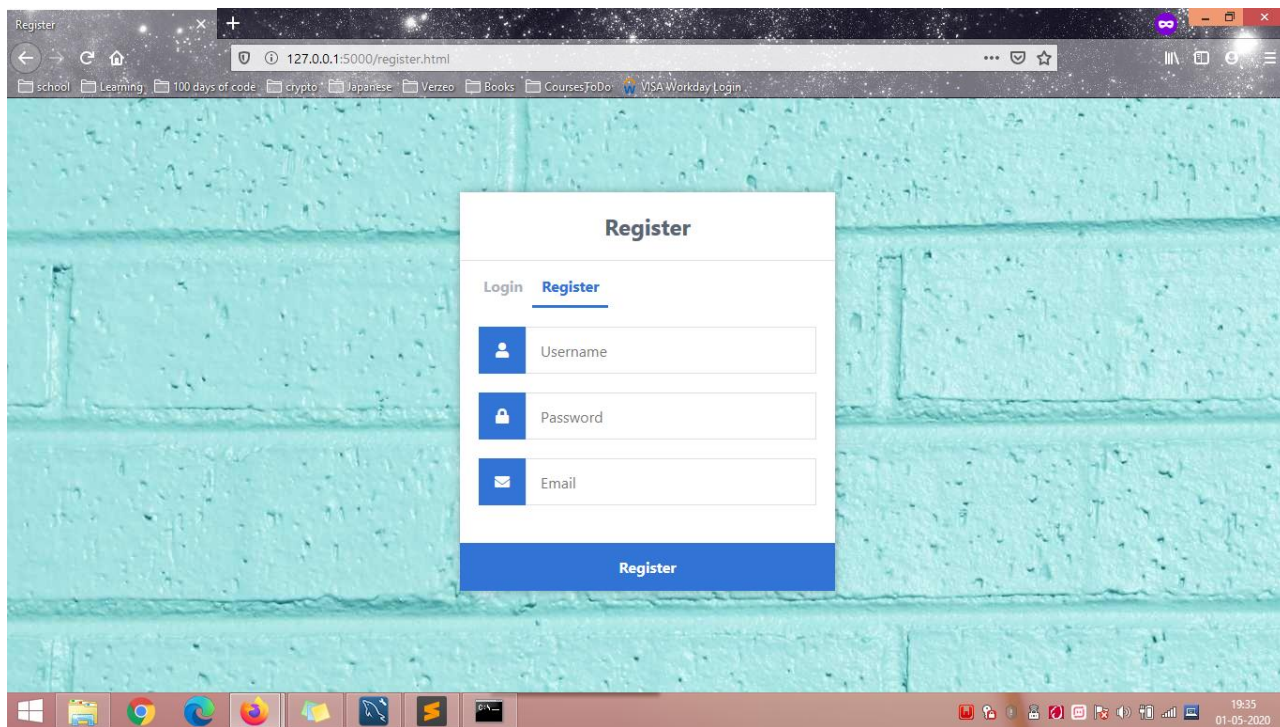 Register
127.0.0.1:5000/register.html
school Learning 100 days of code crypto Japanese Verzeo Books CoursesToDo VISA Workday Login
Register
Login Register
Username
Password
Email
Register
19:35
01-05-2020